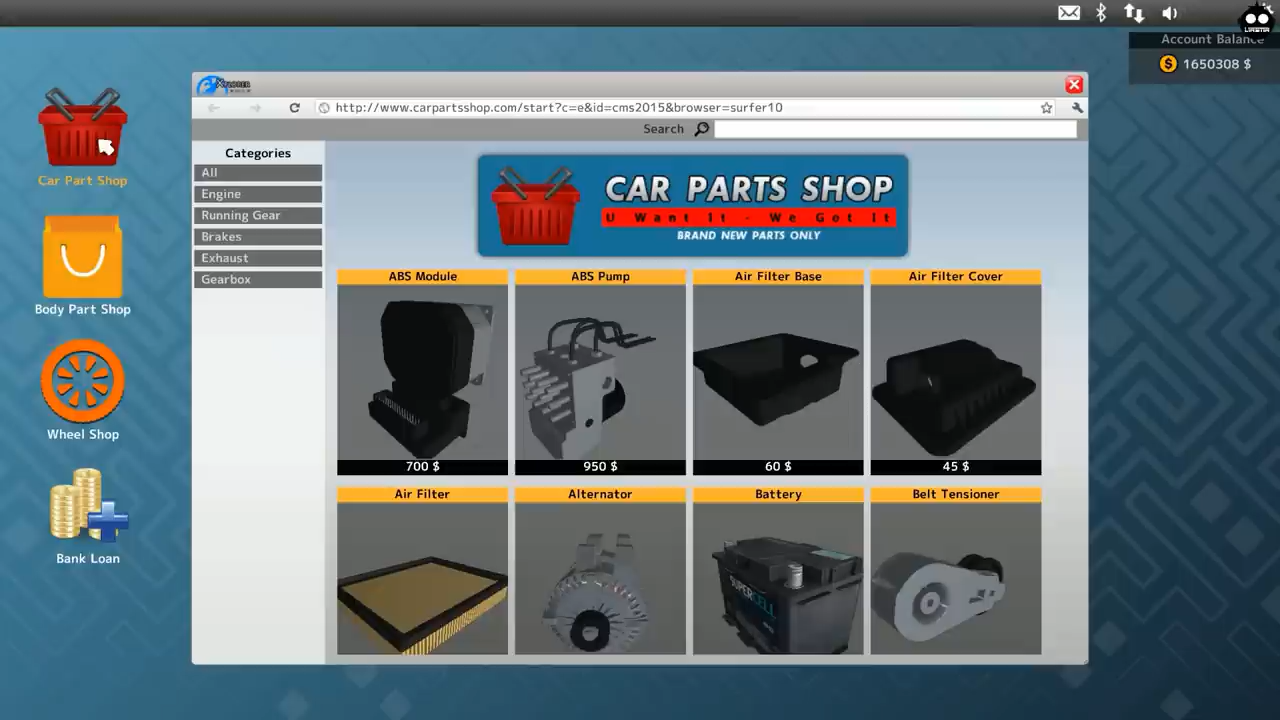 Account Balance
$ 1650308 $
XPLORER
http://www.carpartsshop.com/start?c=e&id=cms2015&browser=surfer10
Search
Car Part Shop
Body Part Shop
Wheel Shop
Bank Loan
Categories
All
Engine
Running Gear
Brakes
Exhaust
Gearbox
CAR PARTS SHOP
U Want It - We Got It
BRAND NEW PARTS ONLY
ABS Module
ABS Pump
Air Filter Base
Air Filter Cover
700 $
950 $
60 $
45 $
Air Filter
Alternator
Battery
Belt Tensioner
SUPERCELL